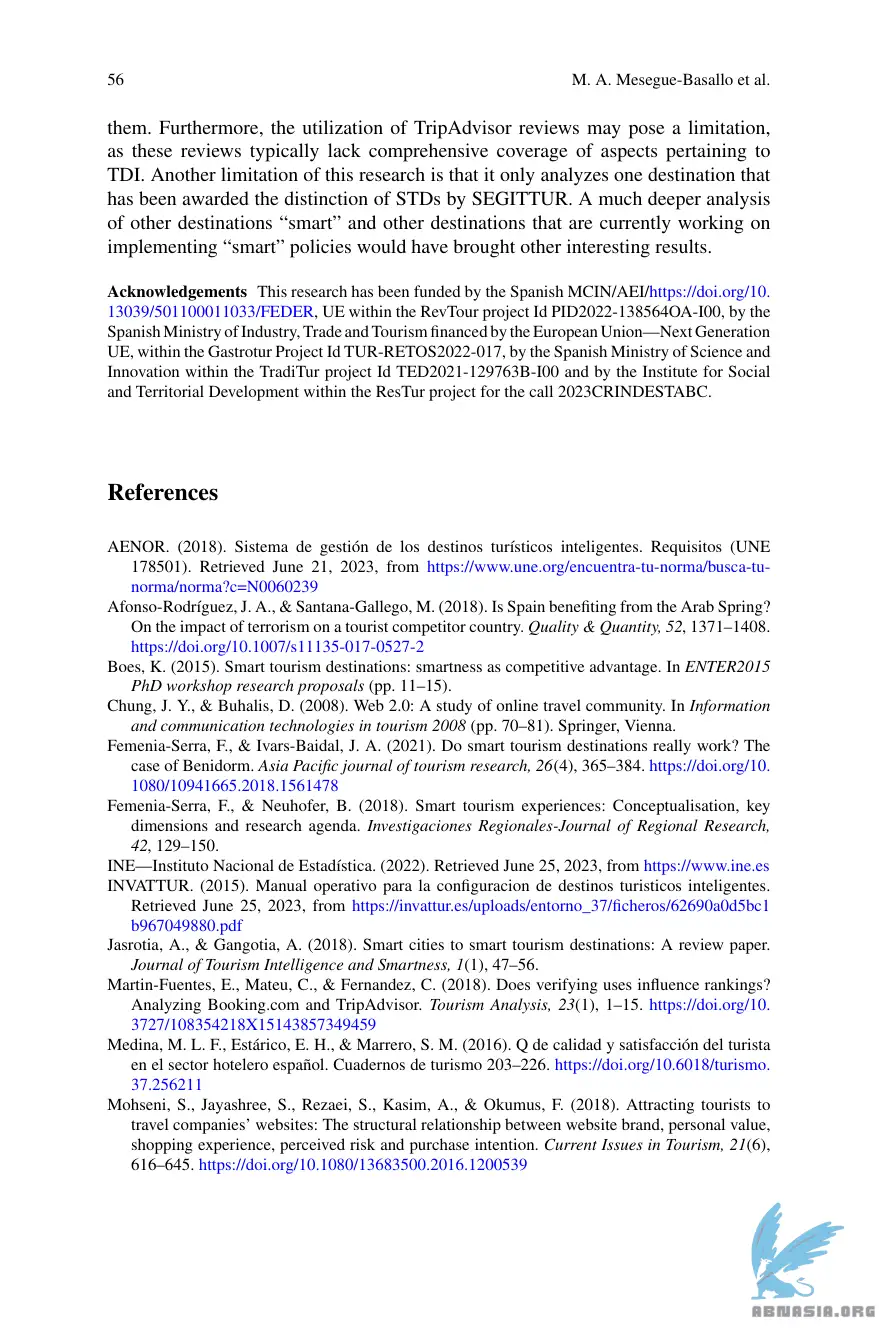 56
M. A. Mesegue-Basallo et al.
them. Furthermore, the utilization of TripAdvisor reviews may pose a limitation,
as these reviews typically lack comprehensive coverage of aspects pertaining to
TDI. Another limitation of this research is that it only analyzes one destination that
has been awarded the distinction of STDs by SEGITTUR. A much deeper analysis
of other destinations “smart” and other destinations that are currently working on
implementing “smart” policies would have brought other interesting results.
Acknowledgements This research has been funded by the Spanish MCIN/AEI/https://doi.org/10.
13039/501100011033/FEDER, UE within the RevTour project Id PID2022-138564OA-I00, by the
Spanish Ministry of Industry, Trade and Tourism financed by the European Union—Next Generation
UE, within the Gastrotur Project Id TUR-RETOS2022-017, by the Spanish Ministry of Science and
Innovation within the TradiTur project Id TED2021-129763B-I00 and by the Institute for Social
and Territorial Development within the ResTur project for the call 2023CRINDESTABC.
References
AENOR. (2018). Sistema de gestión de los destinos turísticos inteligentes. Requisitos (UNE
178501). Retrieved June 21, 2023, from https://www.une.org/encuentra-tu-norma/busca-tu-
norma/norma?c=N0060239
Afonso-Rodríguez, J. A., & Santana-Gallego, M. (2018). Is Spain benefiting from the Arab Spring?
On the impact of terrorism on a tourist competitor country. Quality & Quantity, 52, 1371–1408.
https://doi.org/10.1007/s11135-017-0527-2
Boes, K. (2015). Smart tourism destinations: smartness as competitive advantage. In ENTER2015
PhD workshop research proposals (pp. 11–15).
Chung, J. Y., & Buhalis, D. (2008). Web 2.0: A study of online travel community. In Information
and communication technologies in tourism 2008 (pp. 70–81). Springer, Vienna.
Femenia-Serra, F., & Ivars-Baidal, J. A. (2021). Do smart tourism destinations really work? The
case of Benidorm. Asia Pacific journal of tourism research, 26(4), 365–384. https://doi.org/10.
1080/10941665.2018.1561478
Femenia-Serra, F., & Neuhofer, B. (2018). Smart tourism experiences: Conceptualisation, key
dimensions and research agenda. Investigaciones Regionales-Journal of Regional Research,
42, 129–150.
INE—Instituto Nacional de Estadística. (2022). Retrieved June 25, 2023, from https://www.ine.es
INVATTUR. (2015). Manual operativo para la configuracion de destinos turisticos inteligentes.
Retrieved June 25, 2023, from https://invattur.es/uploads/entorno_37/ficheros/62690a0d5bc1
b967049880.pdf
Jasrotia, A., & Gangotia, A. (2018). Smart cities to smart tourism destinations: A review paper.
Journal of Tourism Intelligence and Smartness, 1(1), 47–56.
Martin-Fuentes, E., Mateu, C., & Fernandez, C. (2018). Does verifying uses influence rankings?
Analyzing Booking.com and TripAdvisor. Tourism Analysis, 23(1), 1–15. https://doi.org/10.
3727/108354218X15143857349459
Medina, M. L. F., Estárico, E. H., & Marrero, S. M. (2016). Q de calidad y satisfacción del turista
en el sector hotelero español. Cuadernos de turismo 203–226. https://doi.org/10.6018/turismo.
37.256211
Mohseni, S., Jayashree, S., Rezaei, S., Kasim, A., & Okumus, F. (2018). Attracting tourists to
travel companies’ websites: The structural relationship between website brand, personal value,
shopping experience, perceived risk and purchase intention. Current Issues in Tourism, 21(6),
616–645. https://doi.org/10.1080/13683500.2016.1200539
ABNASIA.ORG